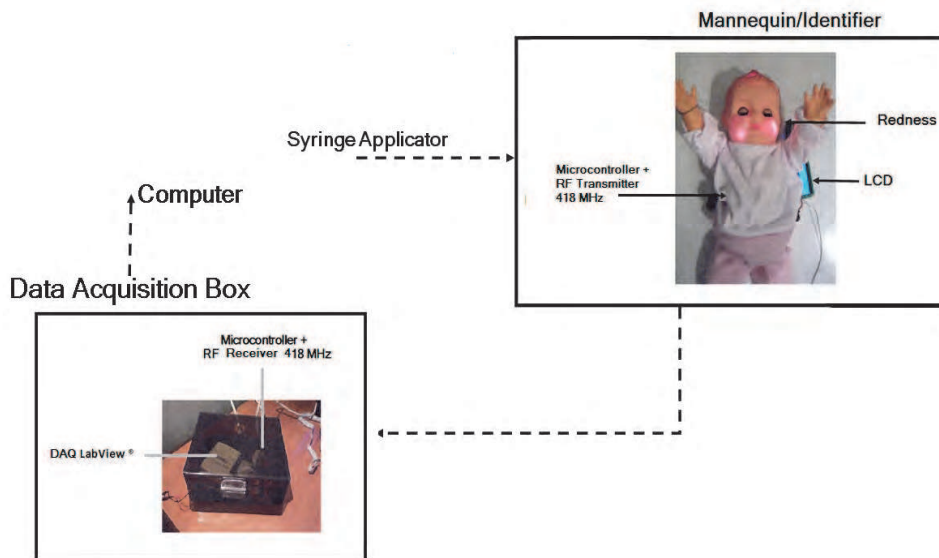 Mannequin/Identifier
Redness
Syringe Applicator
Microcontroller +
RF Transmitter
418 MHz
LCD
Computer
Data Acquisition Box
Microcontroller +
RF Receiver 418 MHz
DAQ LabView ®